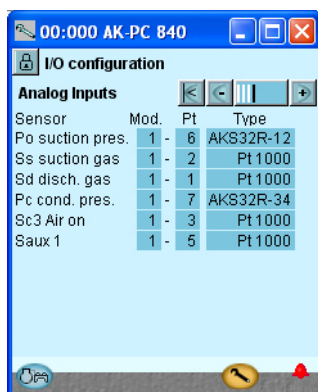 00:000 AK-PC 840
I/O configuration
Analog Inputs
Sensor Mod. Pt Type
Po suction pres. 1 - 6 AKS32R-12
Ss suction gas 1 - 2 Pt 1000
Sd disch. gas 1 - 1 Pt 1000
Pc cond. pres. 1 - 7 AKS32R-34
Sc3 Air on 1 - 3 Pt 1000
Saux 1 1 - 5 Pt 1000